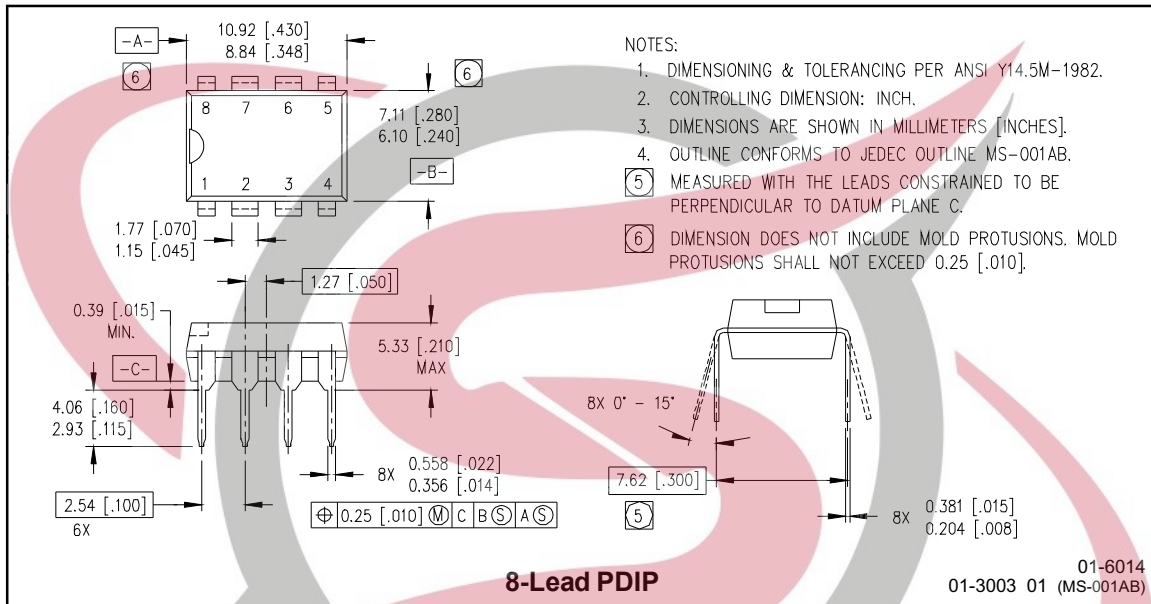 10.92 [.430]
8.84 [.348]
-A-
6
6
8 7 6 5
1 2 3 4
7.11 [.280]
6.10 [.240]
-B-
1.77 [.070]
1.15 [.045]
1.27 [.050]
0.39 [.015]
MIN.
-C-
5.33 [.210]
MAX
4.06 [.160]
2.93 [.115]
2.54 [.100]
6X
8X 0.558 [.022]
0.356 [.014]
⌖ 0.25 [.010] Ⓜ C B Ⓢ A Ⓢ
NOTES:
1. DIMENSIONING & TOLERANCING PER ANSI Y14.5M-1982.
2. CONTROLLING DIMENSION: INCH.
3. DIMENSIONS ARE SHOWN IN MILLIMETERS [INCHES].
4. OUTLINE CONFORMS TO JEDEC OUTLINE MS-001AB.
5 MEASURED WITH THE LEADS CONSTRAINED TO BE
PERPENDICULAR TO DATUM PLANE C.
6 DIMENSION DOES NOT INCLUDE MOLD PROTUSIONS. MOLD
PROTUSIONS SHALL NOT EXCEED 0.25 [.010].
8X 0° - 15°
7.62 [.300]
5
8X 0.381 [.015]
0.204 [.008]
8-Lead PDIP
01-6014
01-3003 01 (MS-001AB)